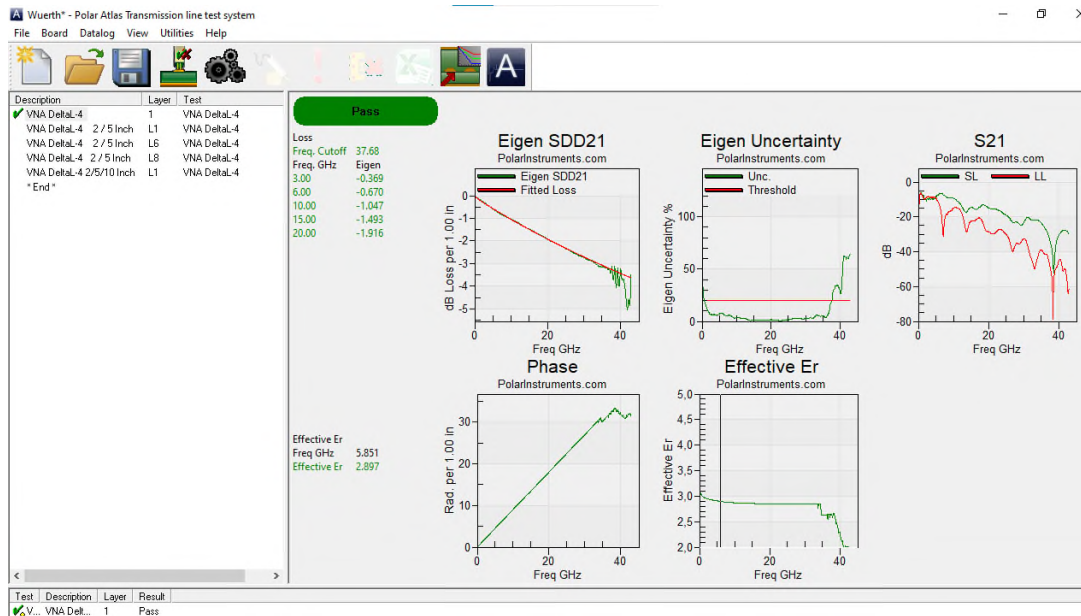 Wuerth* - Polar Atlas Transmission line test system
File Board Datalog View Utilities Help
Description Layer Test
VNA DeltaL-4 1 VNA DeltaL-4
VNA DeltaL-4 2 / 5 Inch L1 VNA DeltaL-4
VNA DeltaL-4 2 / 5 Inch L6 VNA DeltaL-4
VNA DeltaL-4 2 / 5 Inch L8 VNA DeltaL-4
VNA DeltaL-4 2/5/10 Inch L1 VNA DeltaL-4
* End *
Pass
Loss
Freq. Cutoff 37.68
Freq. GHz Eigen
3.00 -0.369
6.00 -0.670
10.00 -1.047
15.00 -1.493
20.00 -1.916
Effective Er
Freq GHz 5.851
Effective Er 2.897
Eigen SDD21
PolarInstruments.com
Eigen SDD21
Fitted Loss
dB Loss per 1.00 in
0
-1
-2
-3
-4
-5
0 20 40
Freq GHz
Eigen Uncertainty
PolarInstruments.com
Unc.
Threshold
Eigen Uncertainty %
100
50
0
0 20 40
Freq GHz
S21
PolarInstruments.com
SL LL
dB
0
-20
-40
-60
-80
0 20 40
Freq GHz
Phase
PolarInstruments.com
Rad. per 1.00 in
30
20
10
0
0 20 40
Freq GHz
Effective Er
PolarInstruments.com
Effective Er
5,0
4,5
4,0
3,5
3,0
2,5
2,0
0 20 40
Freq GHz
Test Description Layer Result
V... VNA Delt... 1 Pass